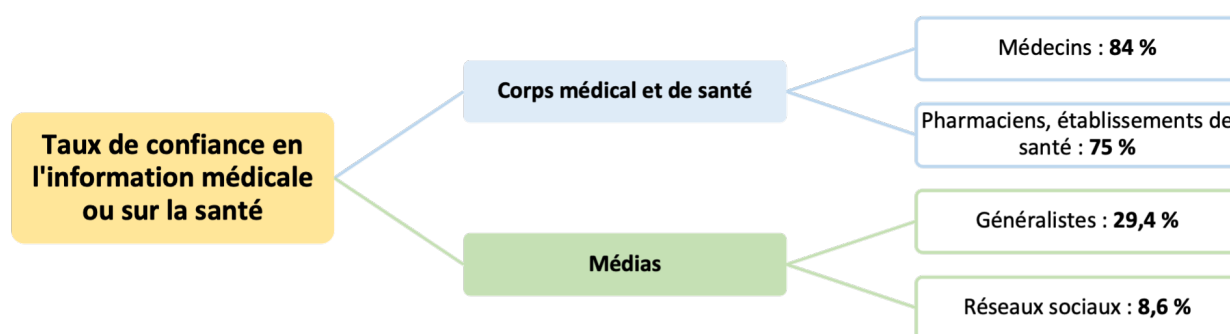 Taux de confiance en
l'information médicale
ou sur la santé
Corps médical et de santé
Médecins : 84 %
Pharmaciens, établissements de
santé : 75 %
Médias
Généralistes : 29,4 %
Réseaux sociaux : 8,6 %